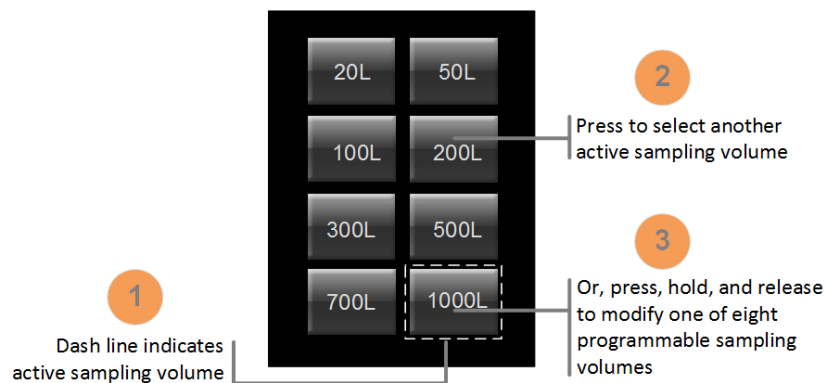 20L 50L
2
100L 200L
Press to select another
active sampling volume
300L 500L
3
700L 1000L
Or, press, hold, and release
to modify one of eight
programmable sampling
volumes
1
Dash line indicates
active sampling volume